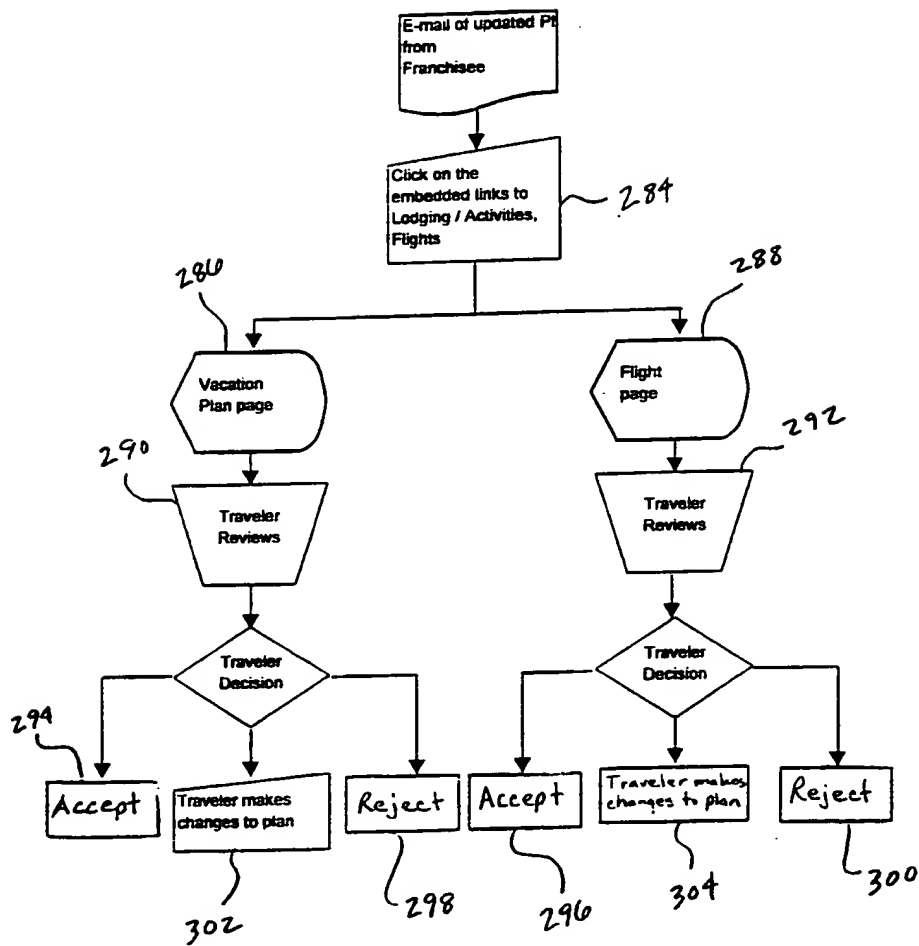 E-mail of updated Pt
from
Franchisee
Click on the
embedded links to
Lodging / Activities,
Flights
284
286
288
Vacation
Plan page
Flight
page
290
292
Traveler
Reviews
Traveler
Reviews
Traveler
Decision
Traveler
Decision
294
Accept
Traveler makes
changes to plan
Reject
Accept
Traveler makes
changes to plan
Reject
302
298
296
304
300